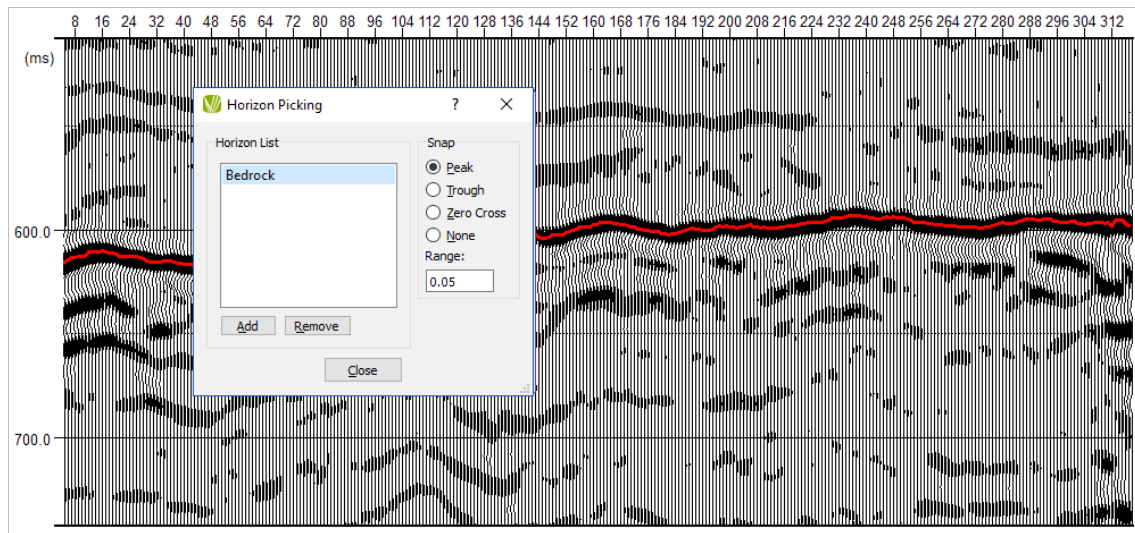 8 16 24 32 40 48 56 64 72 80 88 96 104 112 120 128 136 144 152 160 168 176 184 192 200 208 216 224 232 240 248 256 264 272 280 288 296 304 312
(ms)
Horizon Picking ? ×
Horizon List
Bedrock
Add Remove
Snap
Peak
Trough
Zero Cross
None
Range:
0.05
Close
600.0
700.0